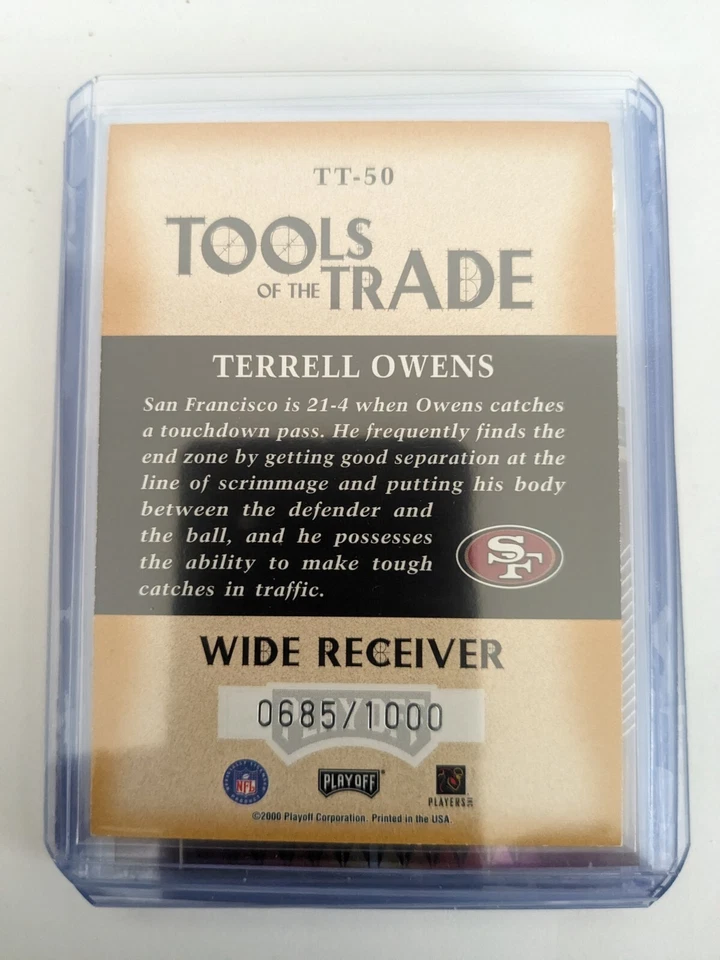 TT-50
TOOLS
OF THE TRADE
TERRELL OWENS
San Francisco is 21-4 when Owens catches
a touchdown pass. He frequently finds the
end zone by getting good separation at the
line of scrimmage and putting his body
between the defender and
the ball, and he possesses
the ability to make tough
catches in traffic.
SF
WIDE RECEIVER
PLAYOFF
0685/1000
NFL
PLAYOFF
PLAYERS
©2000 Playoff Corporation. Printed in the USA